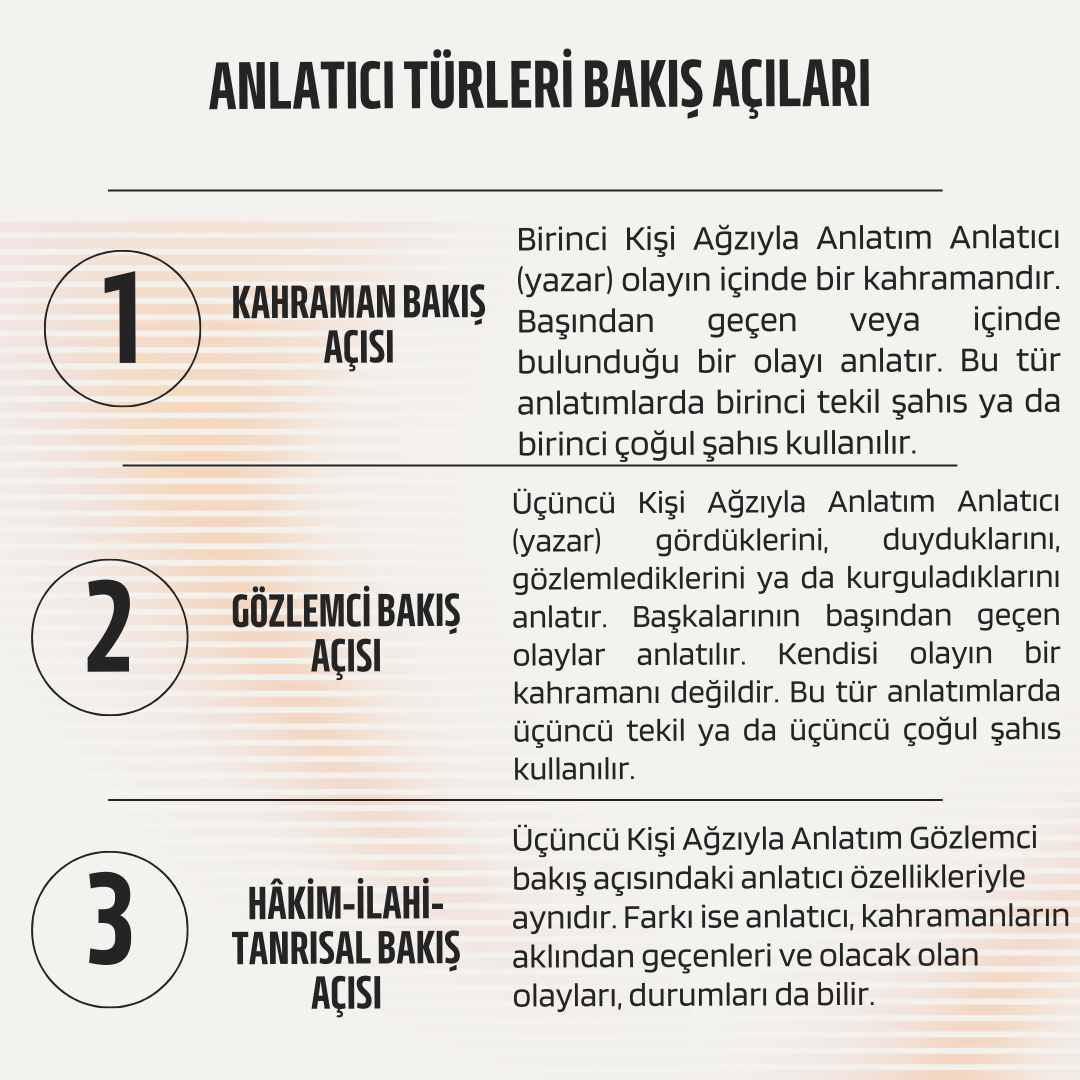 ANLATICI TÜRLERİ BAKIŞ AÇILARI
1
KAHRAMAN BAKIŞ
AÇISI
Birinci Kişi Ağzıyla Anlatım Anlatıcı
(yazar) olayın içinde bir kahramandır.
Başından geçen veya içinde
bulunduğu bir olayı anlatır. Bu tür
anlatımlarda birinci tekil şahıs ya da
birinci çoğul şahıs kullanılır.
2
GÖZLEMCİ BAKIŞ
AÇISI
Üçüncü Kişi Ağzıyla Anlatım Anlatıcı
(yazar) gördüklerini, duyduklarını,
gözlemlediklerini ya da kurguladıklarını
anlatır. Başkalarının başından geçen
olaylar anlatılır. Kendisi olayın bir
kahramanı değildir. Bu tür anlatımlarda
üçüncü tekil ya da üçüncü çoğul şahıs
kullanılır.
3
HÂKİM-İLAHİ-
TANRISAL BAKIŞ
AÇISI
Üçüncü Kişi Ağzıyla Anlatım Gözlemci
bakış açısındaki anlatıcı özellikleriyle
aynıdır. Farkı ise anlatıcı, kahramanların
aklından geçenleri ve olacak olan
olayları, durumları da bilir.